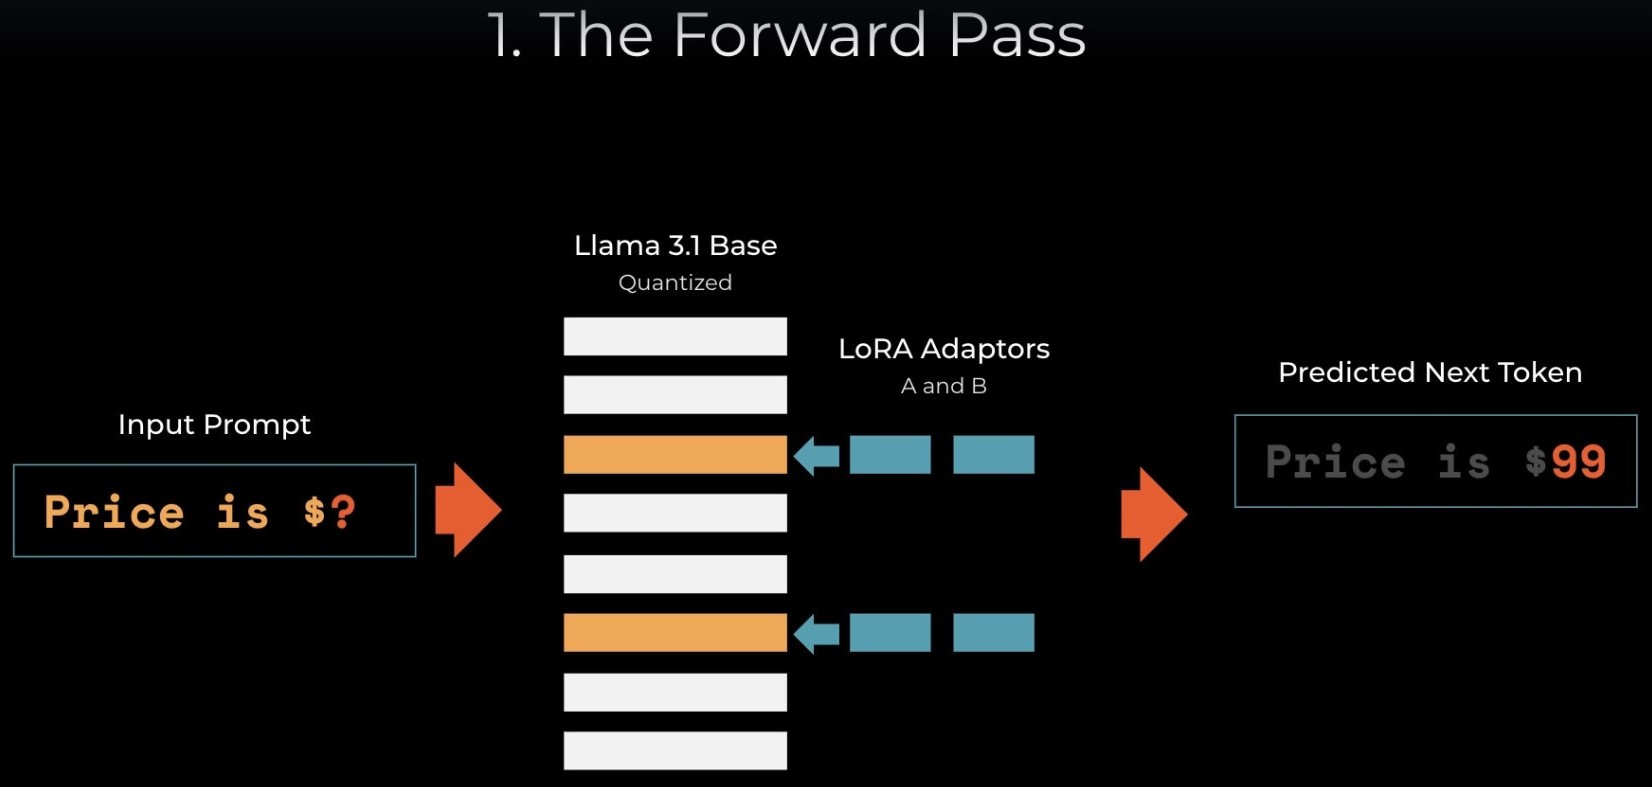 1. The Forward Pass
Llama 3.1 Base
Quantized
LoRA Adaptors
A and B
Input Prompt
Price is $?
Predicted Next Token
Price is $99